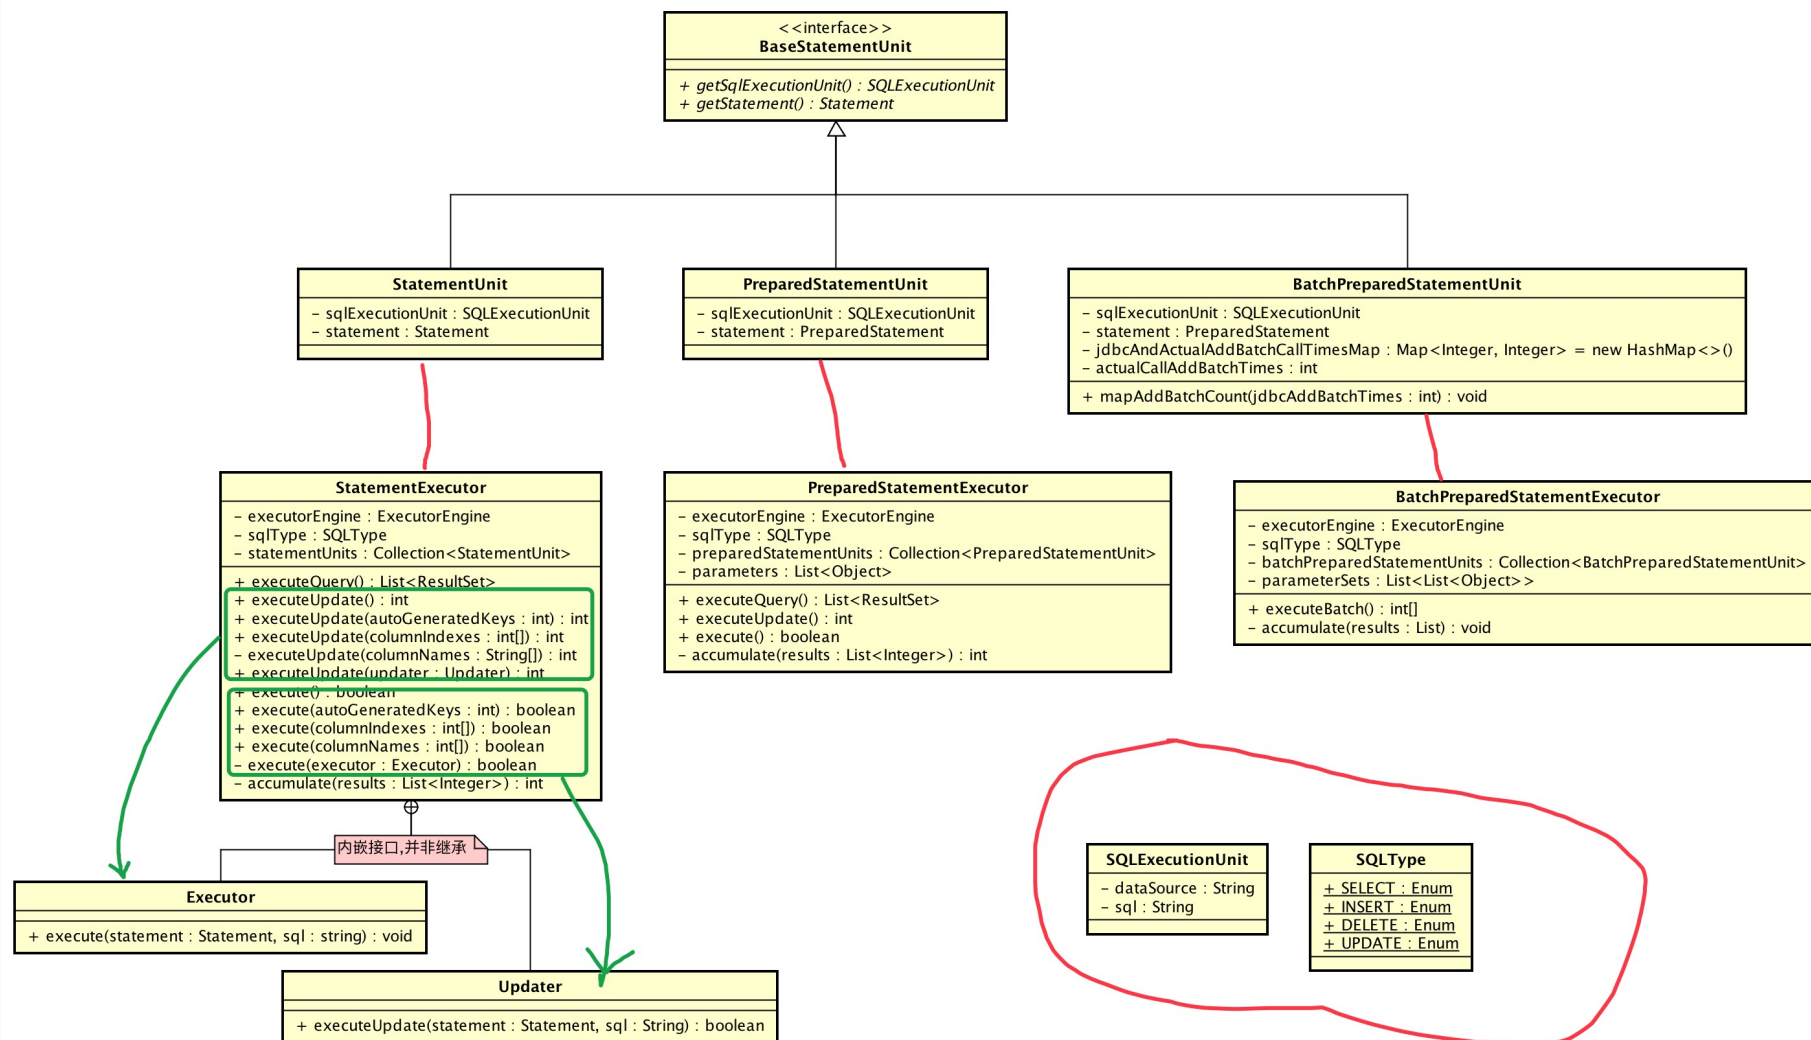 <<interface>>
BaseStatementUnit
+ getSqlExecutionUnit() : SQLExecutionUnit
+ getStatement() : Statement
StatementUnit
- sqlExecutionUnit : SQLExecutionUnit
- statement : Statement
PreparedStatementUnit
- sqlExecutionUnit : SQLExecutionUnit
- statement : PreparedStatement
BatchPreparedStatementUnit
- sqlExecutionUnit : SQLExecutionUnit
- statement : PreparedStatement
- jdbcAndActualAddBatchCallTimesMap : Map<Integer, Integer> = new HashMap<>()
- actualCallAddBatchTimes : int
+ mapAddBatchCount(jdbcAddBatchTimes : int) : void
StatementExecutor
- executorEngine : ExecutorEngine
- sqlType : SQLType
- statementUnits : Collection<StatementUnit>
+ executeQuery() : List<ResultSet>
+ executeUpdate() : int
+ executeUpdate(autoGeneratedKeys : int) : int
+ executeUpdate(columnIndexes : int[]) : int
- executeUpdate(columnNames : String[]) : int
+ executeUpdate(updater : Updater) : int
+ execute() : boolean
+ execute(autoGeneratedKeys : int) : boolean
+ execute(columnIndexes : int[]) : boolean
+ execute(columnNames : int[]) : boolean
- execute(executor : Executor) : boolean
- accumulate(results : List<Integer>) : int
PreparedStatementExecutor
- executorEngine : ExecutorEngine
- sqlType : SQLType
- preparedStatementUnits : Collection<PreparedStatementUnit>
- parameters : List<Object>
+ executeQuery() : List<ResultSet>
+ executeUpdate() : int
+ execute() : boolean
- accumulate(results : List<Integer>) : int
BatchPreparedStatementExecutor
- executorEngine : ExecutorEngine
- sqlType : SQLType
- batchPreparedStatementUnits : Collection<BatchPreparedStatementUnit>
- parameterSets : List<List<Object>>
+ executeBatch() : int[]
- accumulate(results : List) : void
内嵌接口,并非继承
Executor
+ execute(statement : Statement, sql : string) : void
Updater
+ executeUpdate(statement : Statement, sql : String) : boolean
SQLExecutionUnit
- dataSource : String
- sql : String
SQLType
+ SELECT : Enum
+ INSERT : Enum
+ DELETE : Enum
+ UPDATE : Enum